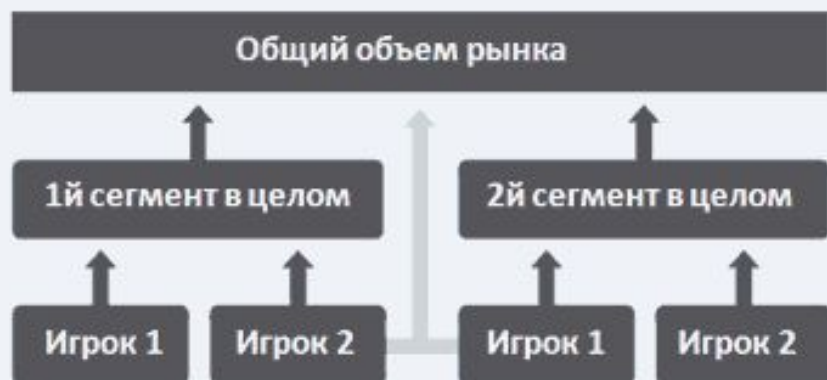 Общий объем рынка
1й сегмент в целом
2й сегмент в целом
Игрок 1
Игрок 2
Игрок 1
Игрок 2